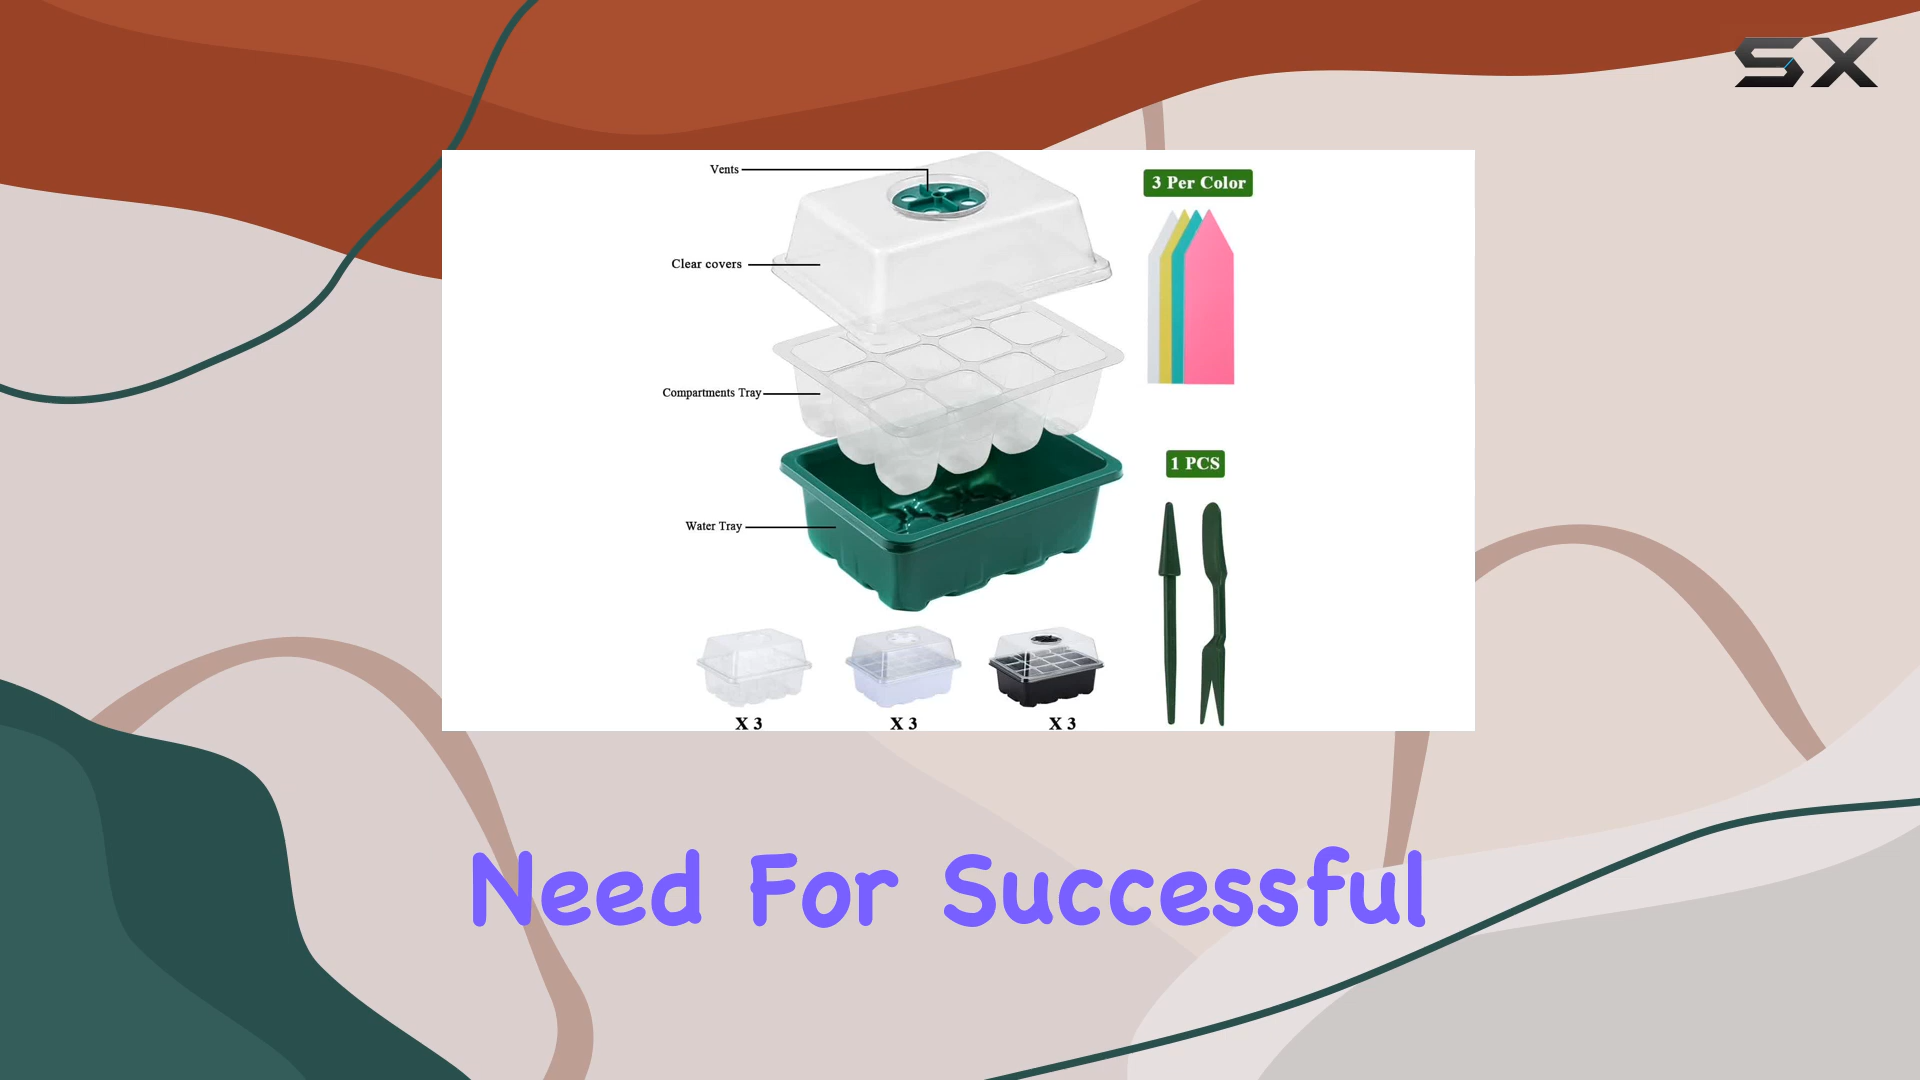 SX
Vents
3 Per Color
Clear covers
Compartments Tray
1 PCS
Water Tray
X 3
X 3
X 3
Need For Successful